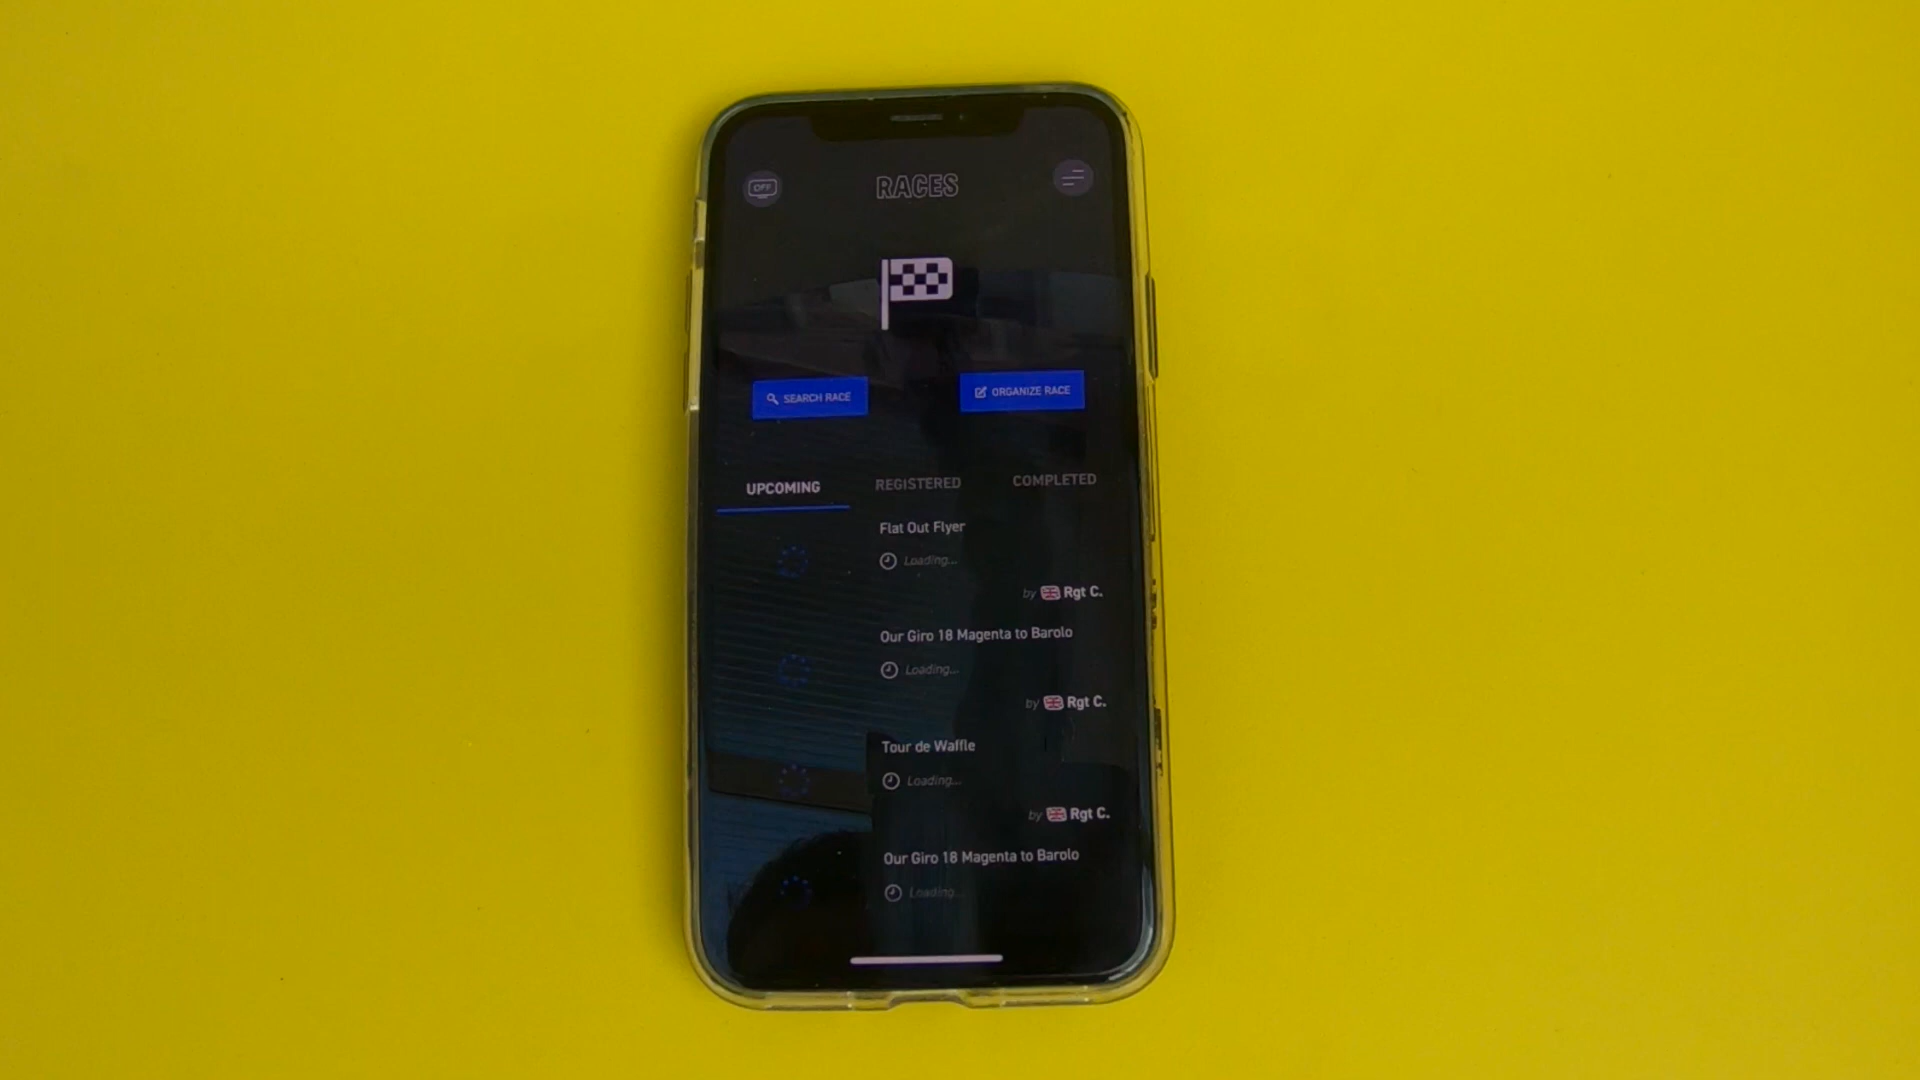 OFF
RACES
SEARCH RACE
ORGANIZE RACE
UPCOMING
REGISTERED
COMPLETED
Flat Out Flyer
Loading...
by Rgt C.
Our Giro 18 Magenta to Barolo
Loading...
by Rgt C.
Tour de Waffle
Loading...
by Rgt C.
Our Giro 18 Magenta to Barolo
Loading...